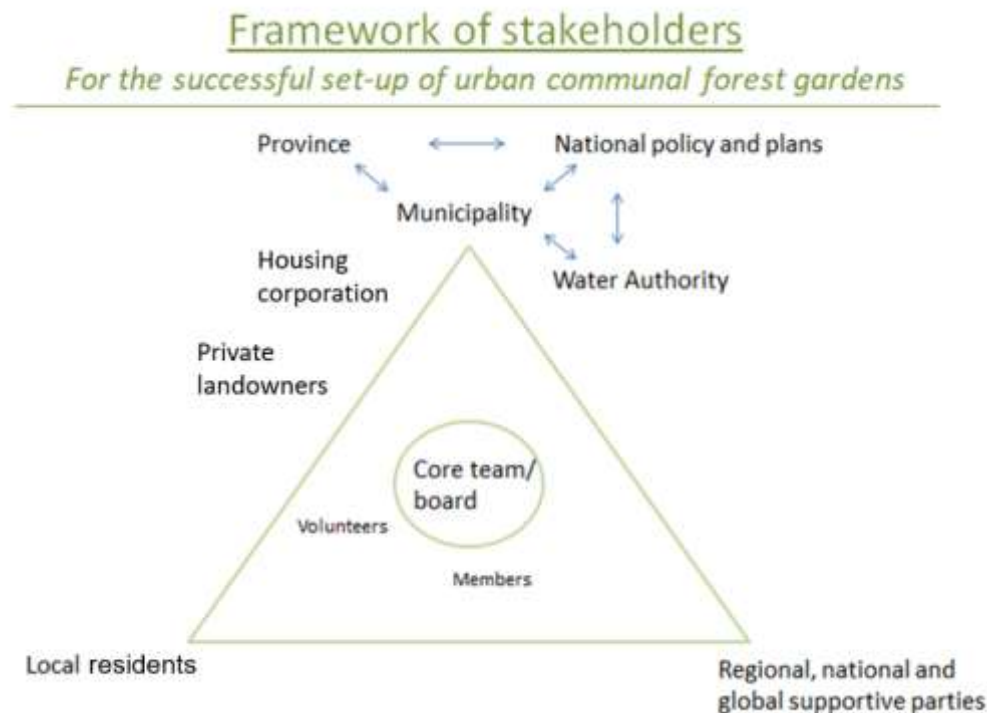 Framework of stakeholders
For the successful set-up of urban communal forest gardens
Province
National policy and plans
Municipality
Housing
corporation
Water Authority
Private
landowners
Core team/
board
Volunteers
Members
Local residents
Regional, national and
global supportive parties